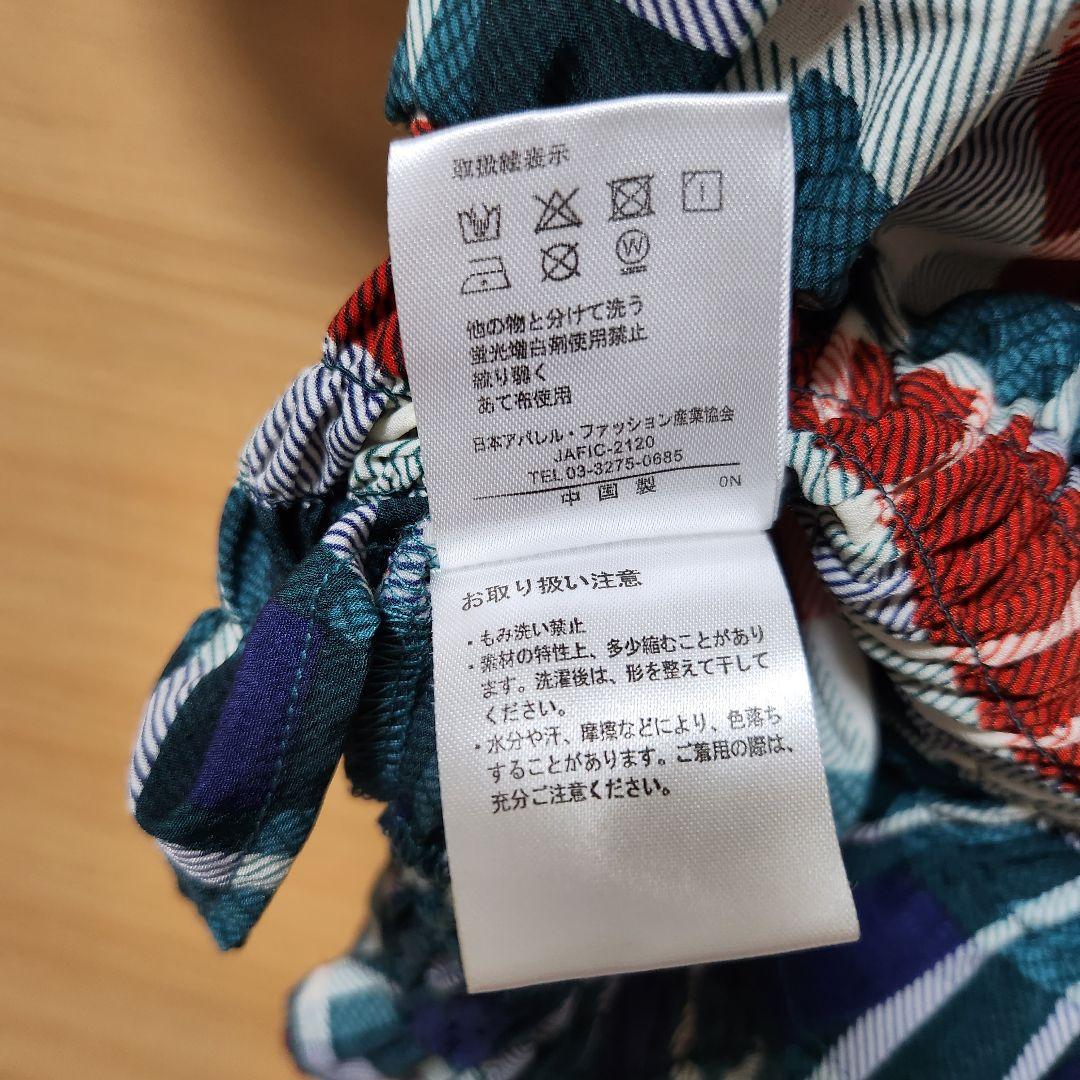 取扱絵表示
W
他の物と分けて洗う
蛍光増白剤使用禁止
絞り弱く
あて布使用
日本アパレル・ファッション産業協会
JAFIC-2120
TEL 03-3275-0685
中国製 ON
お取り扱い注意
・もみ洗い禁止
・素材の特性上、多少縮むことがあり
ます。洗濯後は、形を整えて干して
ください。
・水分や汗、摩擦などにより、色落ち
することがあります。ご着用の際は、
充分ご注意ください。